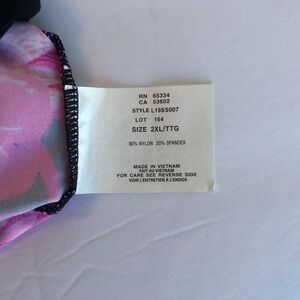 RN 65334
CA 53602
STYLE L19SS007
LOT 164
SIZE 2XL/TTG
80% NYLON 20% SPANDEX
MADE IN VIETNAM
FAIT AU VIETNAM
FOR CARE SEE REVERSE SIDE
VOIR L'ENTRETIEN À L'ENDOS